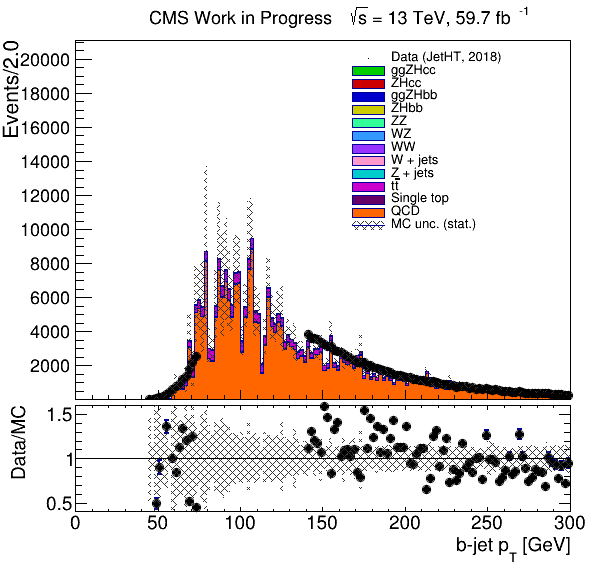 CMS Work in Progress √s = 13 TeV, 59.7 fb -1
Events/2.0
20000
18000
16000
14000
12000
10000
8000
6000
4000
2000
Data (JetHT, 2018)
ggZHcc
ZHcc
ggZHbb
ZHbb
ZZ
WZ
WW
W + jets
Z + jets
tt̄
Single top
QCD
MC unc. (stat.)
Data/MC
1.5
1
0.5
0 50 100 150 200 250 300
b-jet p_T [GeV]